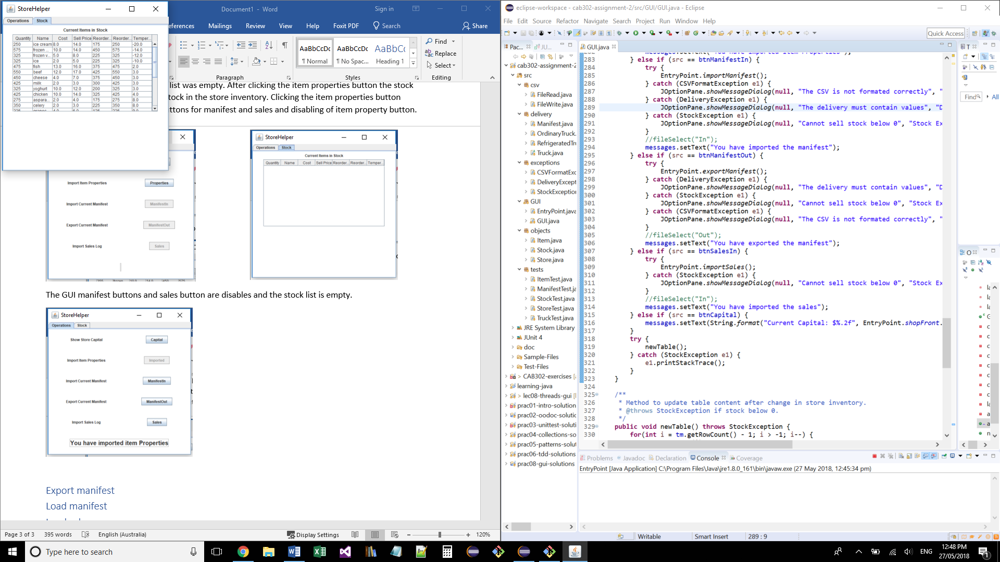 StoreHelper
Operations Stock
Current Items in Stock
Quantity Name Cost Sell Price Reorder... Reorder... Temper...
250 ice cream 8.0 14.0 175 250 -20.0
575 frozen ... 10.0 14.0 450 575 -14.0
325 frozen v... 5.0 8.0 225 325 -12.0
325 ice 2.0 5.0 225 325 -10.0
475 fish 13.0 16.0 375 475 2.0
550 beef 12.0 17.0 425 550 3.0
450 cheese 4.0 7.0 375 450 3.0
425 milk 2.0 3.0 300 425 3.0
325 yoghurt 10.0 12.0 200 325 3.0
425 chicken 10.0 14.0 325 425 4.0
275 aspara... 2.0 4.0 175 275 8.0
350 celery 2.0 3.0 225 350 8.0
Document1 - Word
Sign in
eferences Mailings Review View Help Foxit PDF Search Share
AaBbCcDc AaBbCcDc AaBbCc
¶ Normal ¶ No Spac... Heading 1
Find
Replace
Select
Paragraph Styles Editing
list was empty. After clicking the item properties button the stock
tock in the store inventory. Clicking the item properties button
ttons for manifest and sales and disabling of item property button.
Import Item Properties Properties
Import Current Manifest ManifestIn
Export Current Manifest ManifestOut
Import Sales Log Sales
StoreHelper
Operations Stock
Current Items in Stock
Quantity Name Cost Sell Price Reorder... Reorder... Temper...
The GUI manifest buttons and sales button are disables and the stock list is empty.
StoreHelper
Operations Stock
Show Store Capital Capital
Import Item Properties Imported
Import Current Manifest ManifestIn
Export Current Manifest ManifestOut
Import Sales Log Sales
You have imported item Properties
Export manifest
Load manifest
Page 3 of 3 395 words English (Australia) Display Settings 120%
eclipse-workspace - cab302-assignment-2/src/GUI/GUI.java - Eclipse
File Edit Source Refactor Navigate Search Project Run Window Help
Quick Access
Pac... JU...
cab302-assignment-2
src
csv
FileRead.java
FileWrite.java
delivery
Manifest.java
OrdinaryTruck.
RefrigeratedTru
Truck.java
exceptions
CSVFormatExc
DeliveryExcept
StockException
GUI
EntryPoint.java
GUI.java
objects
Item.java
Stock.java
Store.java
tests
ItemTest.java
ManifestTest.ja
StockTest.java
StoreTest.java
TruckTest.java
JRE System Library
JUnit 4
doc
Sample-Files
Test-Files
> CAB302-exercises
learning-java
> lec08-threads-gui
prac01-intro-solution
prac02-oodoc-solutic
prac03-unittest-soluti
prac04-collections-so
prac05-patterns-solut
prac06-tdd-solutions
prac08-gui-solutions
GUI.java
282 messages.setText("You have imported item Properties");
283 } else if (src == btnManifestIn) {
284 try {
285 EntryPoint.importManifest();
286 } catch (CSVFormatException e1) {
287 JOptionPane.showMessageDialog(null, "The CSV is not formated correctly", "
288 } catch (DeliveryException e1) {
289 JOptionPane.showMessageDialog(null, "The delivery must contain values", "D
290 } catch (StockException e1) {
291 JOptionPane.showMessageDialog(null, "Cannot sell stock below 0", "Stock Ex
292 }
293 //fileSelect("In");
294 messages.setText("You have imported the manifest");
295 } else if (src == btnManifestOut) {
296 try {
297 EntryPoint.exportManifest();
298 } catch (DeliveryException e1) {
299 JOptionPane.showMessageDialog(null, "The delivery must contain values", "D
300 } catch (StockException e1) {
301 JOptionPane.showMessageDialog(null, "Cannot sell stock below 0", "Stock Ex
302 } catch (CSVFormatException e1) {
303 JOptionPane.showMessageDialog(null, "The CSV is not formated correctly", "
304 }
305 //fileSelect("Out");
306 messages.setText("You have exported the manifest");
307 } else if (src == btnSalesIn) {
308 try {
309 EntryPoint.importSales();
310 } catch (StockException e1) {
311 JOptionPane.showMessageDialog(null, "Cannot sell stock below 0", "Stock Ex
312 }
313 //fileSelect("In");
314 messages.setText("You have imported the sales");
315 } else if (src == btnCapital) {
316 messages.setText(String.format("Current Capital: $%.2f", EntryPoint.shopFront.
317 }
318 try {
319 newTable();
320 } catch (StockException e1) {
321 e1.printStackTrace();
322 }
323 }
324
325 /**
326 * Method to update table content after change in store inventory.
327 * @throws StockException if stock below 0.
328 */
329 public void newTable() throws StockException {
330 for(int i = tm.getRowCount() - 1; i > -1; i--) {
Find All
Problems Javadoc Declaration Console Coverage
EntryPoint [Java Application] C:\Program Files\Java\jre1.8.0_161\bin\javaw.exe (27 May 2018, 12:45:34 pm)
Writable Smart Insert 289 : 9
Type here to search
ENG
12:48 PM
27/05/2018
1